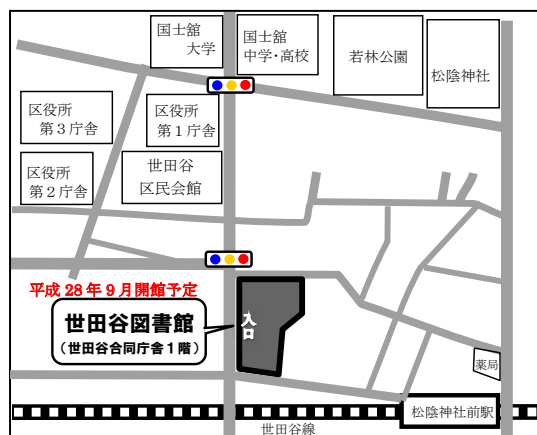 国士舘
大学
国士舘
中学・高校
若林公園
松陰神社
区役所
第３庁舎
区役所
第１庁舎
区役所
第２庁舎
世田谷
区民会館
平成28年9月開館予定
世田谷図書館
（世田谷合同庁舎１階）
入口
薬局
松陰神社前駅
世田谷線